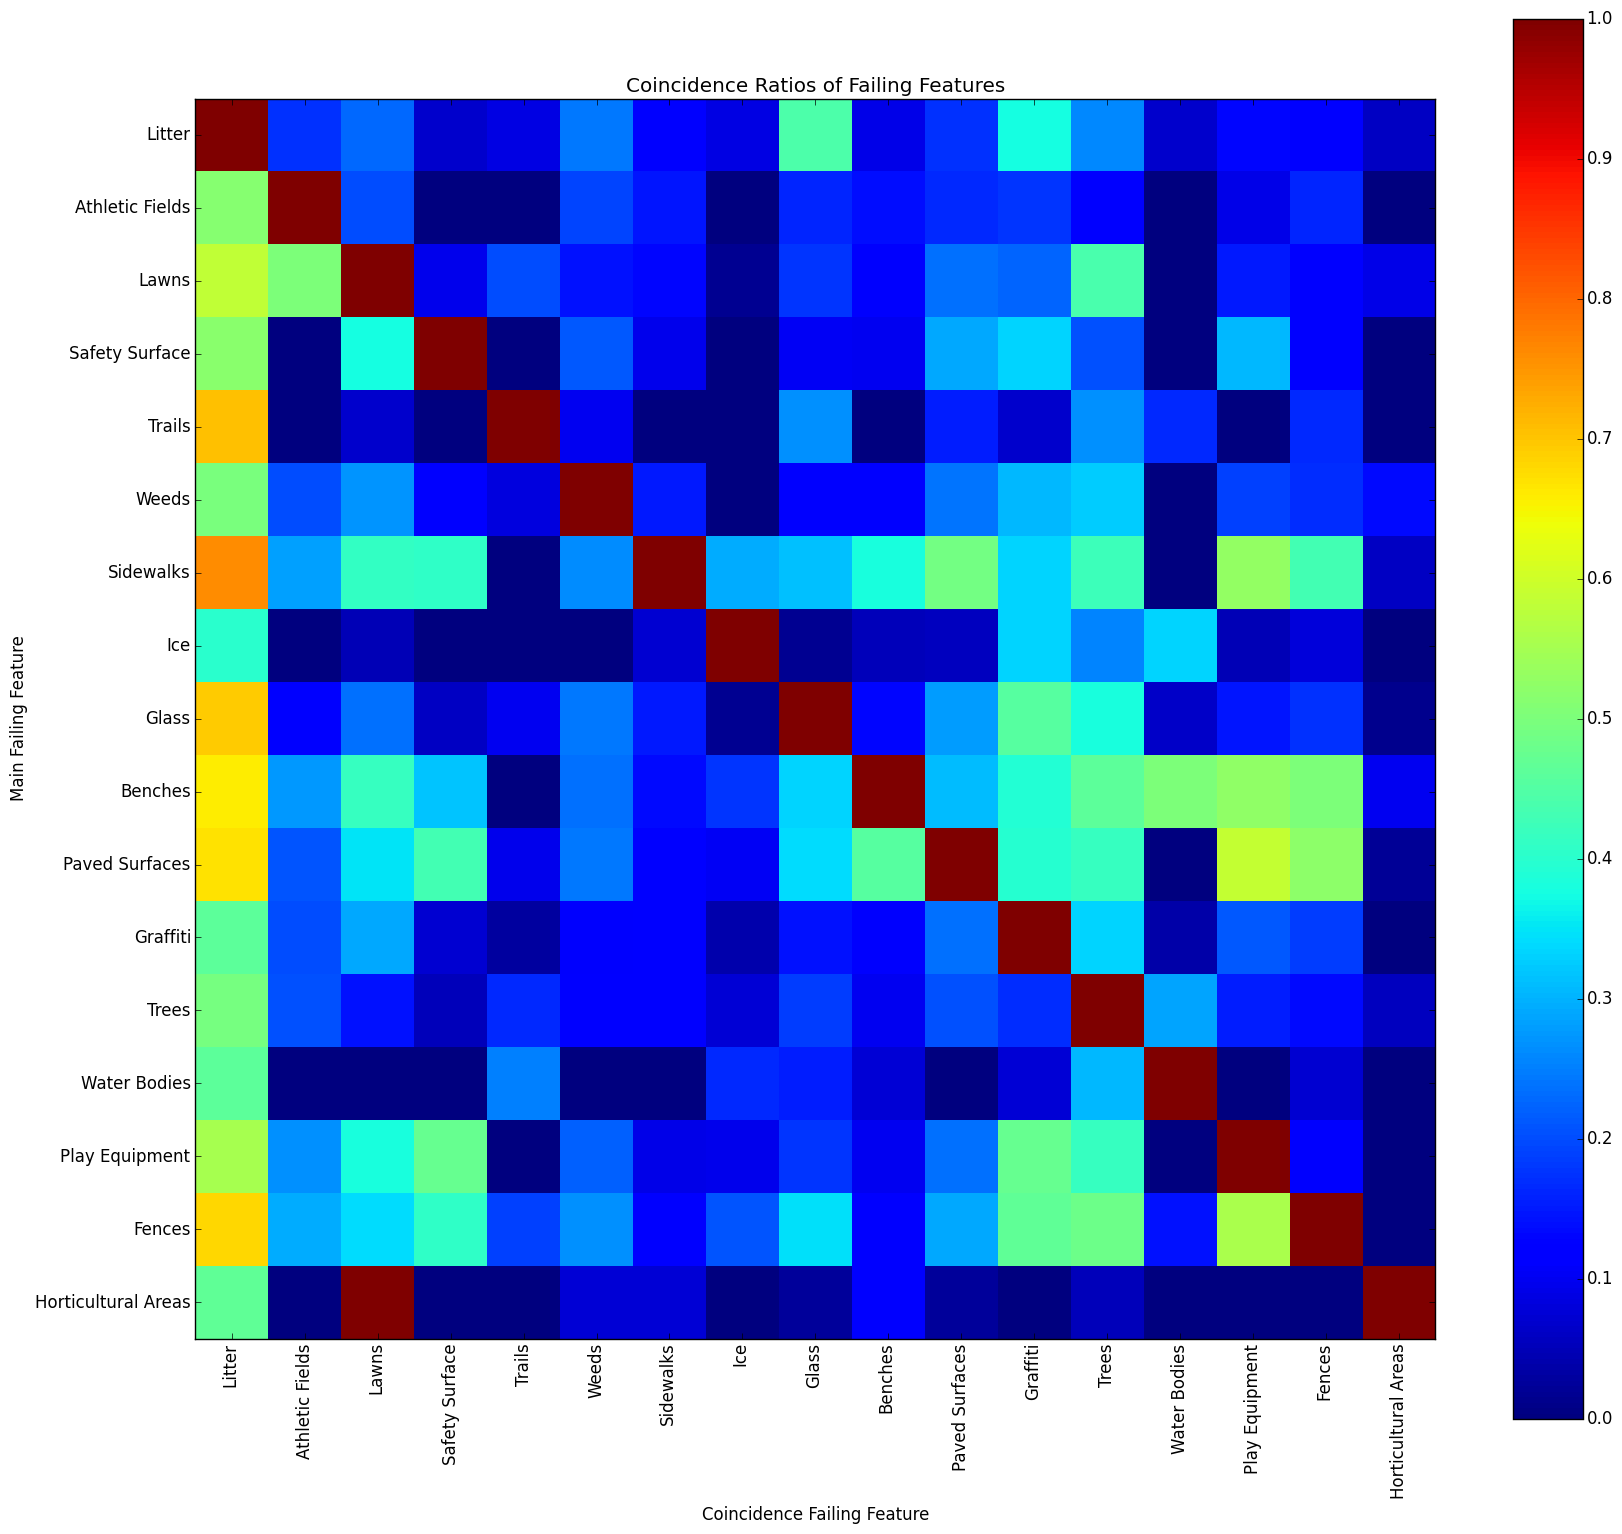 Coincidence Ratios of Failing Features
Main Failing Feature
Litter
Athletic Fields
Lawns
Safety Surface
Trails
Weeds
Sidewalks
Ice
Glass
Benches
Paved Surfaces
Graffiti
Trees
Water Bodies
Play Equipment
Fences
Horticultural Areas
Litter
Athletic Fields
Lawns
Safety Surface
Trails
Weeds
Sidewalks
Ice
Glass
Benches
Paved Surfaces
Graffiti
Trees
Water Bodies
Play Equipment
Fences
Horticultural Areas
Coincidence Failing Feature
1.0
0.9
0.8
0.7
0.6
0.5
0.4
0.3
0.2
0.1
0.0